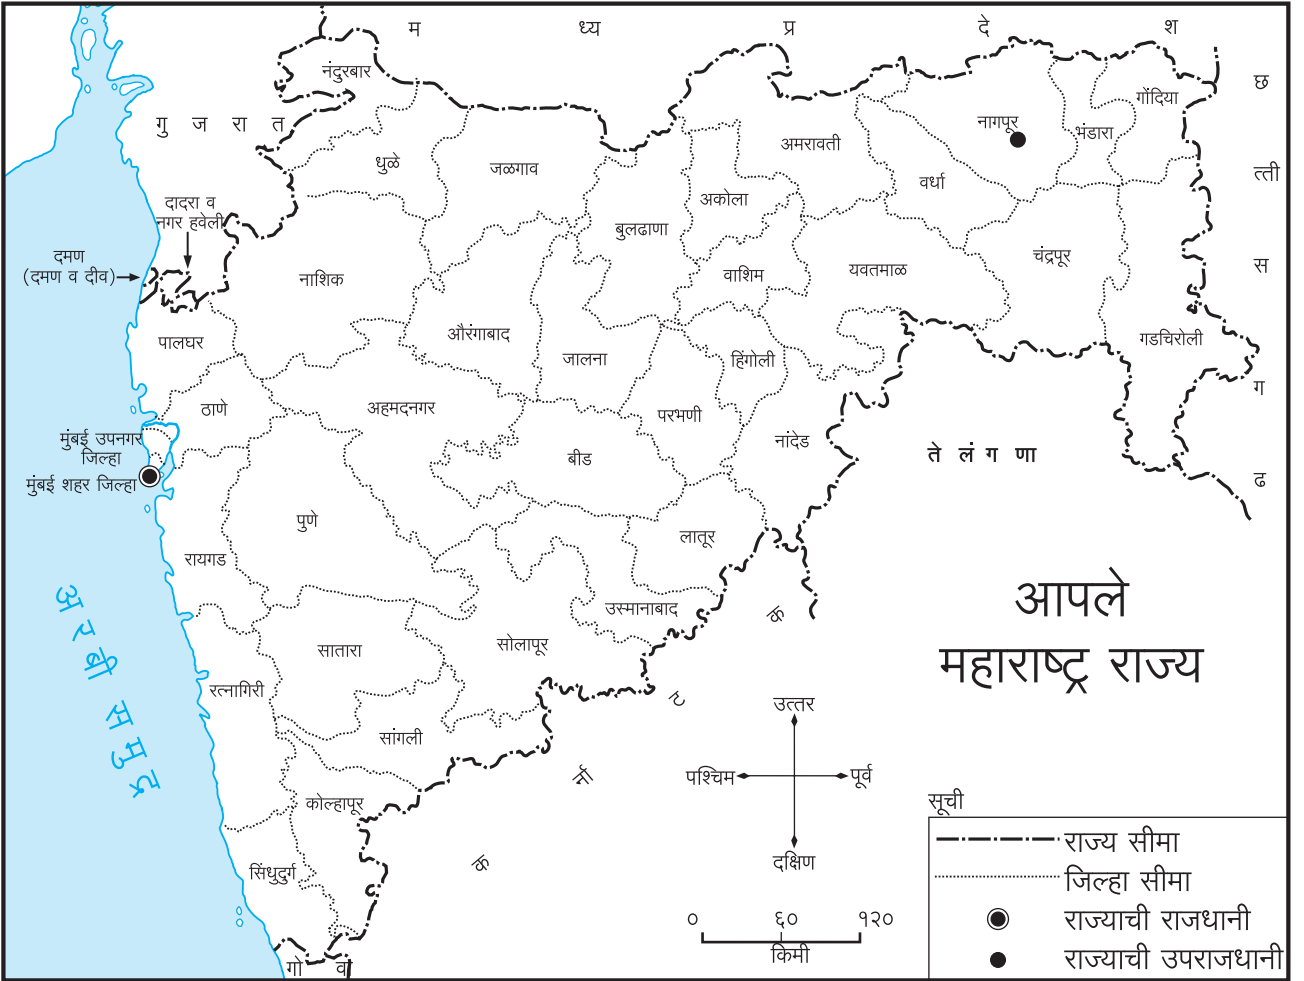 म ध्य प्र दे श
छ त्ती स ग ढ
गु ज रा त
नंदुरबार
धुळे
जळगाव
बुलढाणा
अकोला
अमरावती
वर्धा
नागपूर
भंडारा
गोंदिया
दादरा व
नगर हवेली
दमण
(दमण व दीव)
नाशिक
औरंगाबाद
जालना
वाशिम
यवतमाळ
चंद्रपूर
गडचिरोली
पालघर
ठाणे
अहमदनगर
हिंगोली
परभणी
नांदेड
बीड
मुंबई उपनगर
जिल्हा
मुंबई शहर जिल्हा
ते लं ग णा
पुणे
रायगड
लातूर
उस्मानाबाद
सोलापूर
सातारा
रत्नागिरी
सांगली
कोल्हापूर
सिंधुदुर्ग
अ र बी स मु द्र
क र्ना ट क
गो वा
आपले
महाराष्ट्र राज्य
उत्तर
पश्चिम पूर्व
दक्षिण
० ६० १२०
किमी
सूची
राज्य सीमा
जिल्हा सीमा
राज्याची राजधानी
राज्याची उपराजधानी